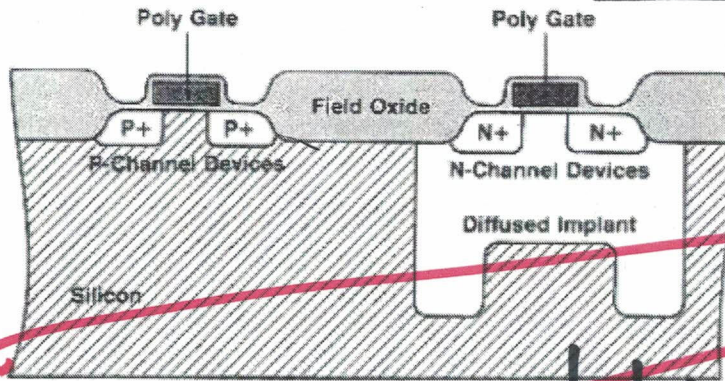 Poly Gate
Poly Gate
Field Oxide
P+
P+
N+
N+
P-Channel Devices
N-Channel Devices
Diffused Implant
Silicon